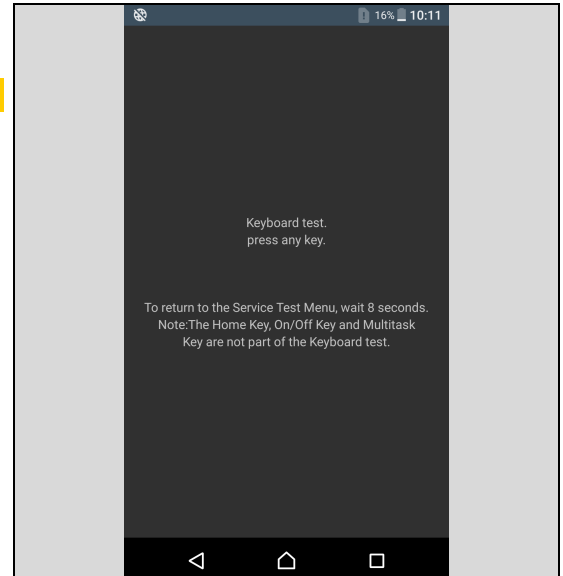 16% 10:11
Keyboard test.
press any key.
To return to the Service Test Menu, wait 8 seconds.
Note:The Home Key, On/Off Key and Multitask
Key are not part of the Keyboard test.